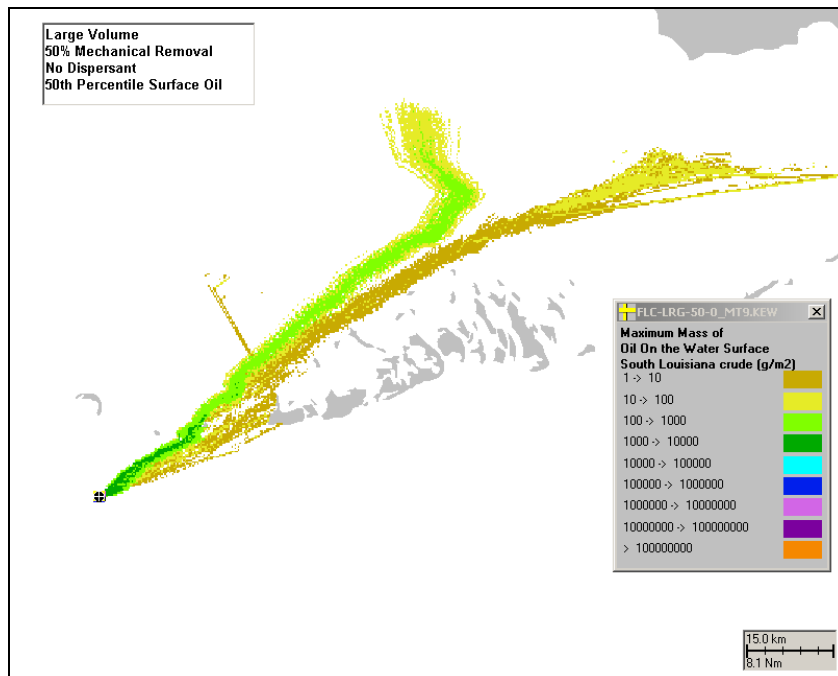 Large Volume
50% Mechanical Removal
No Dispersant
50th Percentile Surface Oil
FLC-LRG-50-0_MT9.KEW
Maximum Mass of
Oil On the Water Surface
South Louisiana crude (g/m2)
1 -> 10
10 -> 100
100 -> 1000
1000 -> 10000
10000 -> 100000
100000 -> 1000000
1000000 -> 10000000
10000000 -> 100000000
> 100000000
15.0 km
8.1 Nm